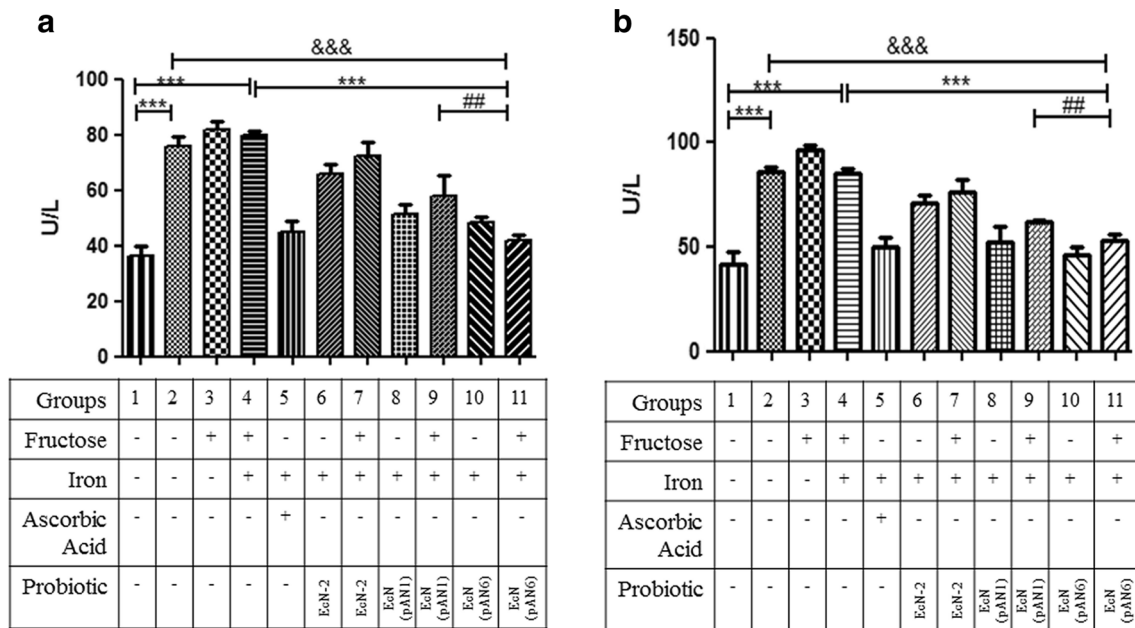 a
&&&
***
***
***
##
100
80
60
40
20
0
U/L
Groups 1 2 3 4 5 6 7 8 9 10 11
Fructose - - + + - - + - + - +
Iron - - - + + + + + + + +
Ascorbic - - - - + - - - - - -
Acid
Probiotic - - - - - EcN-2 EcN-2 EcN (pAN1) EcN (pAN1) EcN (pAN6) EcN (pAN6)
b
&&&
***
***
***
##
150
100
50
0
U/L
Groups 1 2 3 4 5 6 7 8 9 10 11
Fructose - - + + - - + - + - +
Iron - - - + + + + + + + +
Ascorbic - - - - + - - - - - -
Acid
Probiotic - - - - - EcN-2 EcN-2 EcN (pAN1) EcN (pAN1) EcN (pAN6) EcN (pAN6)